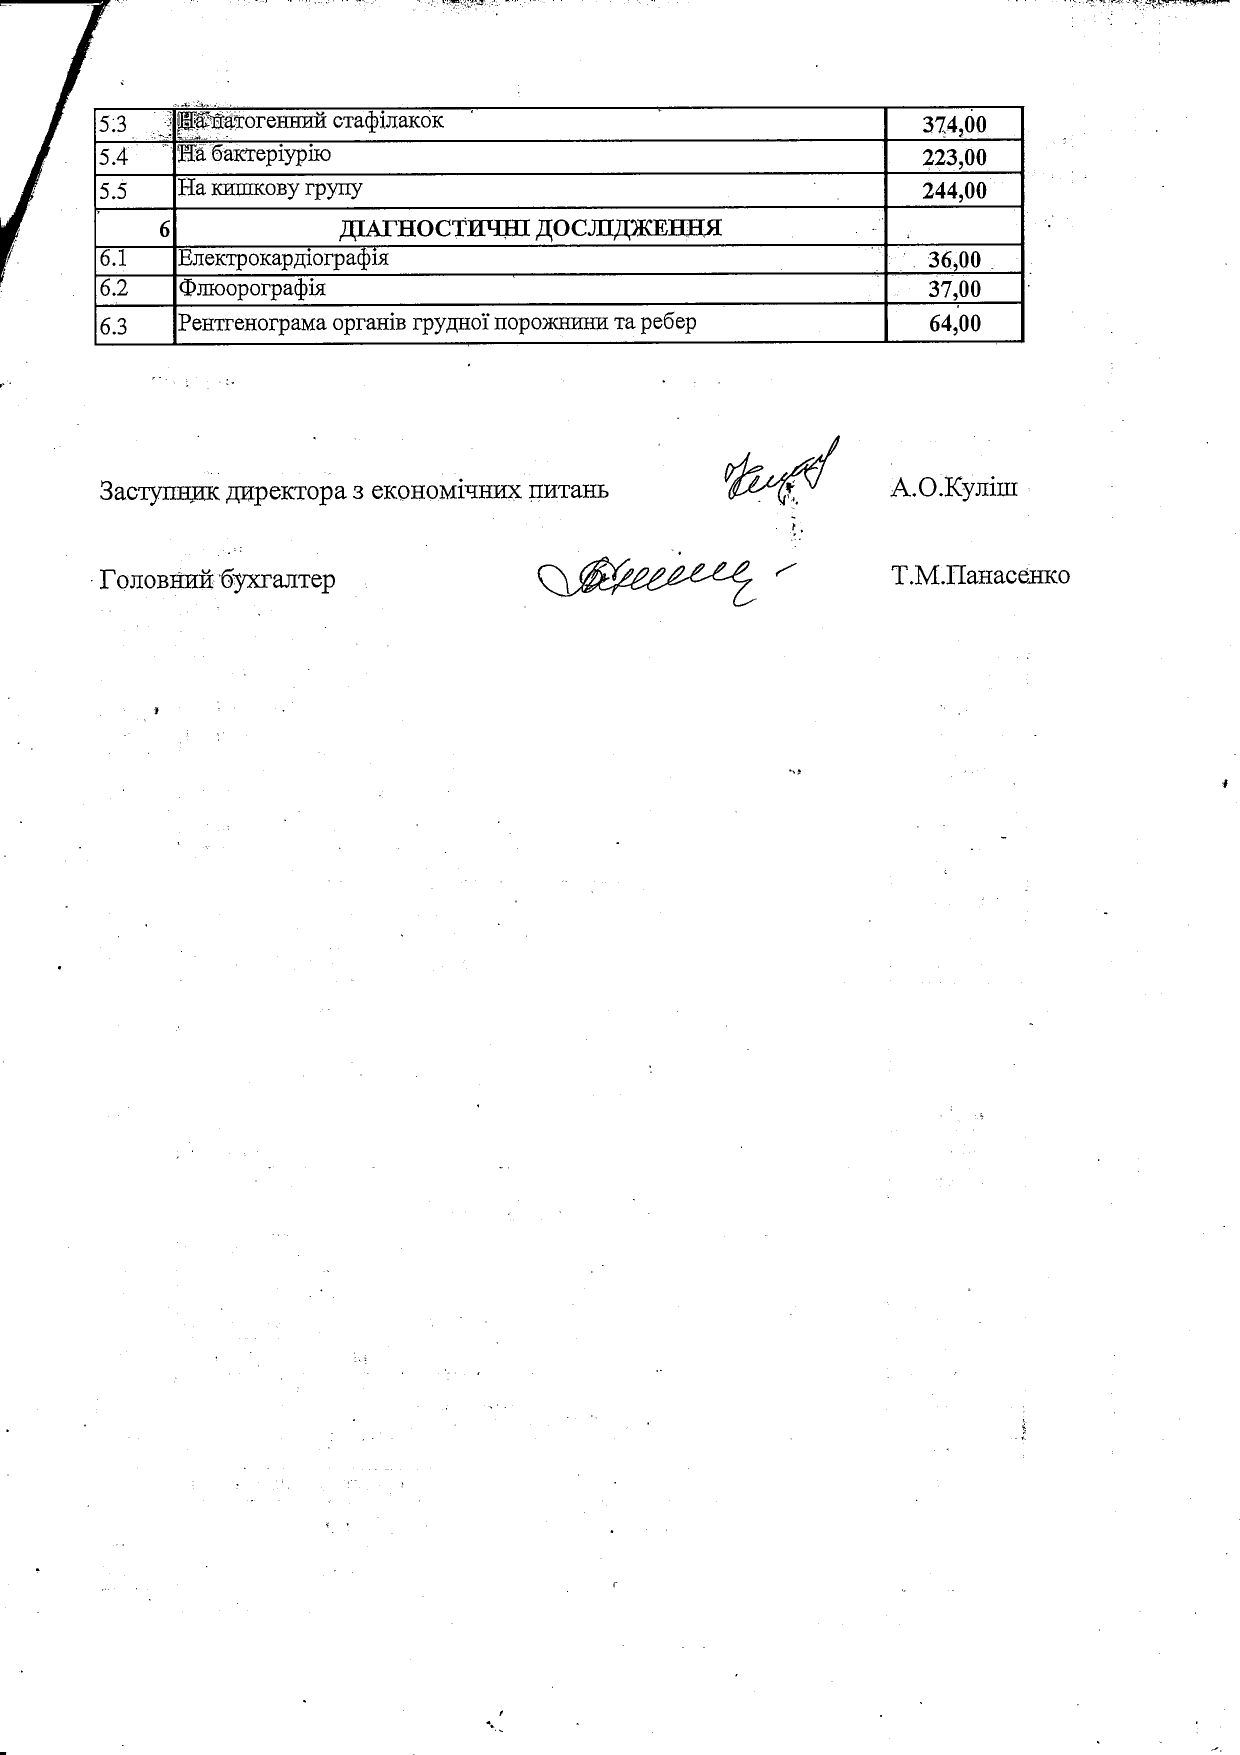 5.3 На патогенний стафілакок 374,00
5.4 На бактеріурію 223,00
5.5 На кишкову групу 244,00
6 ДІАГНОСТИЧНІ ДОСЛІДЖЕННЯ
6.1 Електрокардіографія 36,00
6.2 Флюорографія 37,00
6.3 Рентгенограма органів грудної порожнини та ребер 64,00
Заступник директора з економічних питань А.О.Куліш
Головний бухгалтер Т.М.Панасенко